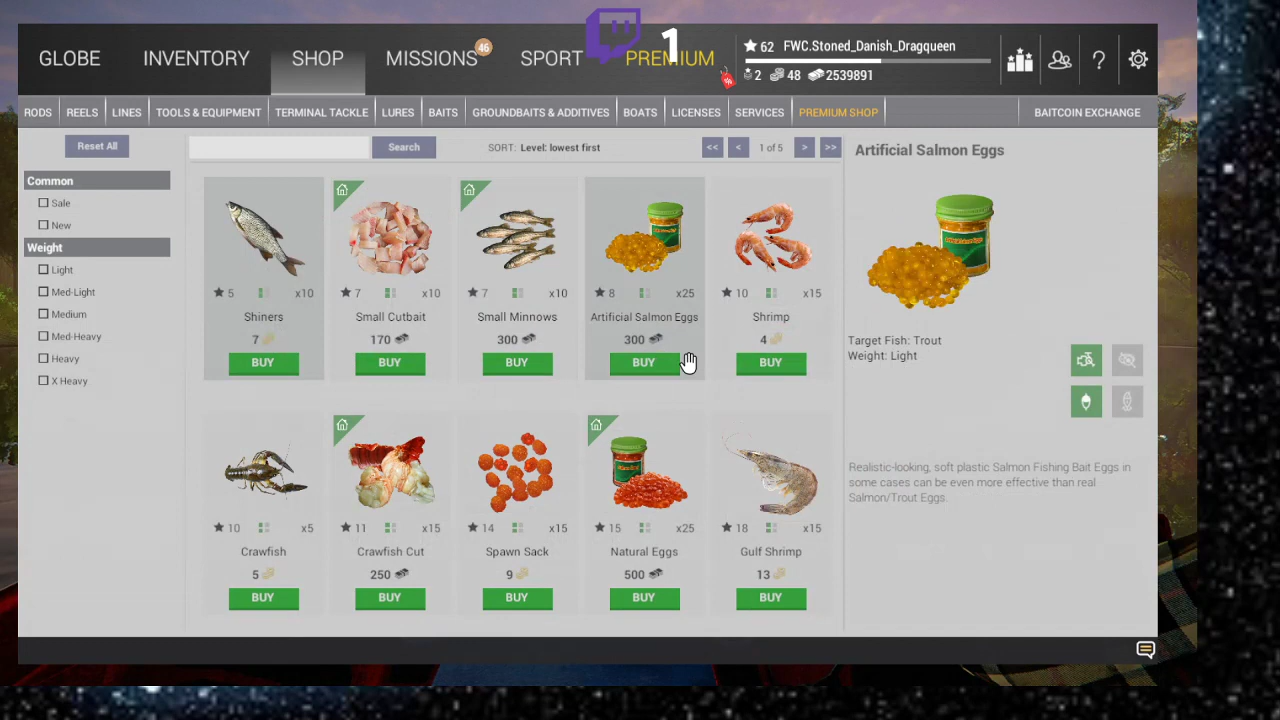 1
GLOBE INVENTORY SHOP MISSIONS 46 SPORT PREMIUM
62 FWC.Stoned_Danish_Dragqueen
2 48 2539891
RODS REELS LINES TOOLS & EQUIPMENT TERMINAL TACKLE LURES BAITS GROUNDBAITS & ADDITIVES BOATS LICENSES SERVICES PREMIUM SHOP BAITCOIN EXCHANGE
Reset All
Search SORT: Level: lowest first << < 1 of 5 > >>
Common
Sale
New
Weight
Light
Med-Light
Medium
Med-Heavy
Heavy
X Heavy
5 x10 7 x10 7 x10 8 x25 10 x15
Shiners Small Cutbait Small Minnows Artificial Salmon Eggs Shrimp
7 170 300 300 4
BUY BUY BUY BUY BUY
10 x5 11 x15 14 x15 15 x25 18 x15
Crawfish Crawfish Cut Spawn Sack Natural Eggs Gulf Shrimp
5 250 9 500 13
BUY BUY BUY BUY BUY
Artificial Salmon Eggs
Target Fish: Trout
Weight: Light
Realistic-looking, soft plastic Salmon Fishing Bait Eggs in
some cases can be even more effective than real
Salmon/Trout Eggs.